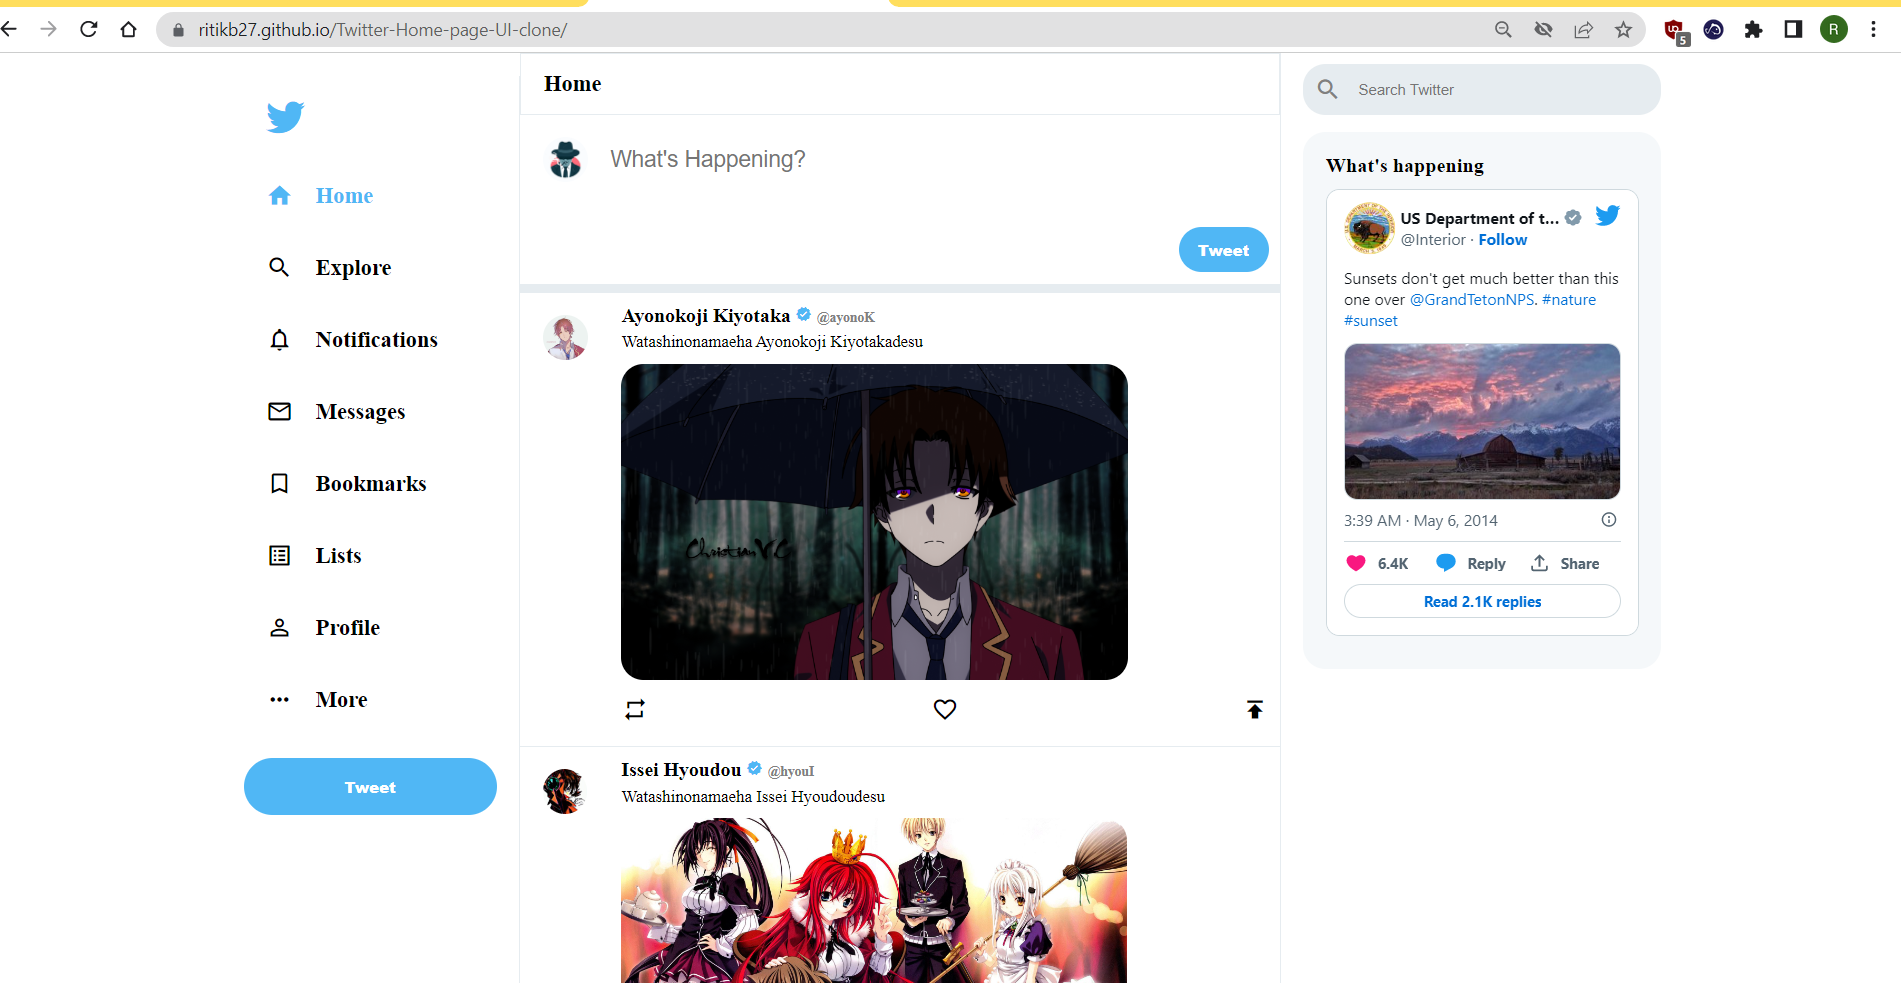 ritikb27.github.io/Twitter-Home-page-UI-clone/
5
R
Home
Explore
Notifications
Messages
Bookmarks
Lists
Profile
More
Tweet
Home
What's Happening?
Tweet
Ayonokoji Kiyotaka @ayonoK
Watashinonamaeha Ayonokoji Kiyotakadesu
Christian V.C
Issei Hyoudou @hyouI
Watashinonamaeha Issei Hyoudoudesu
Search Twitter
What's happening
US Department of t...
@Interior · Follow
Sunsets don't get much better than this
one over @GrandTetonNPS. #nature
#sunset
3:39 AM · May 6, 2014
6.4K Reply Share
Read 2.1K replies